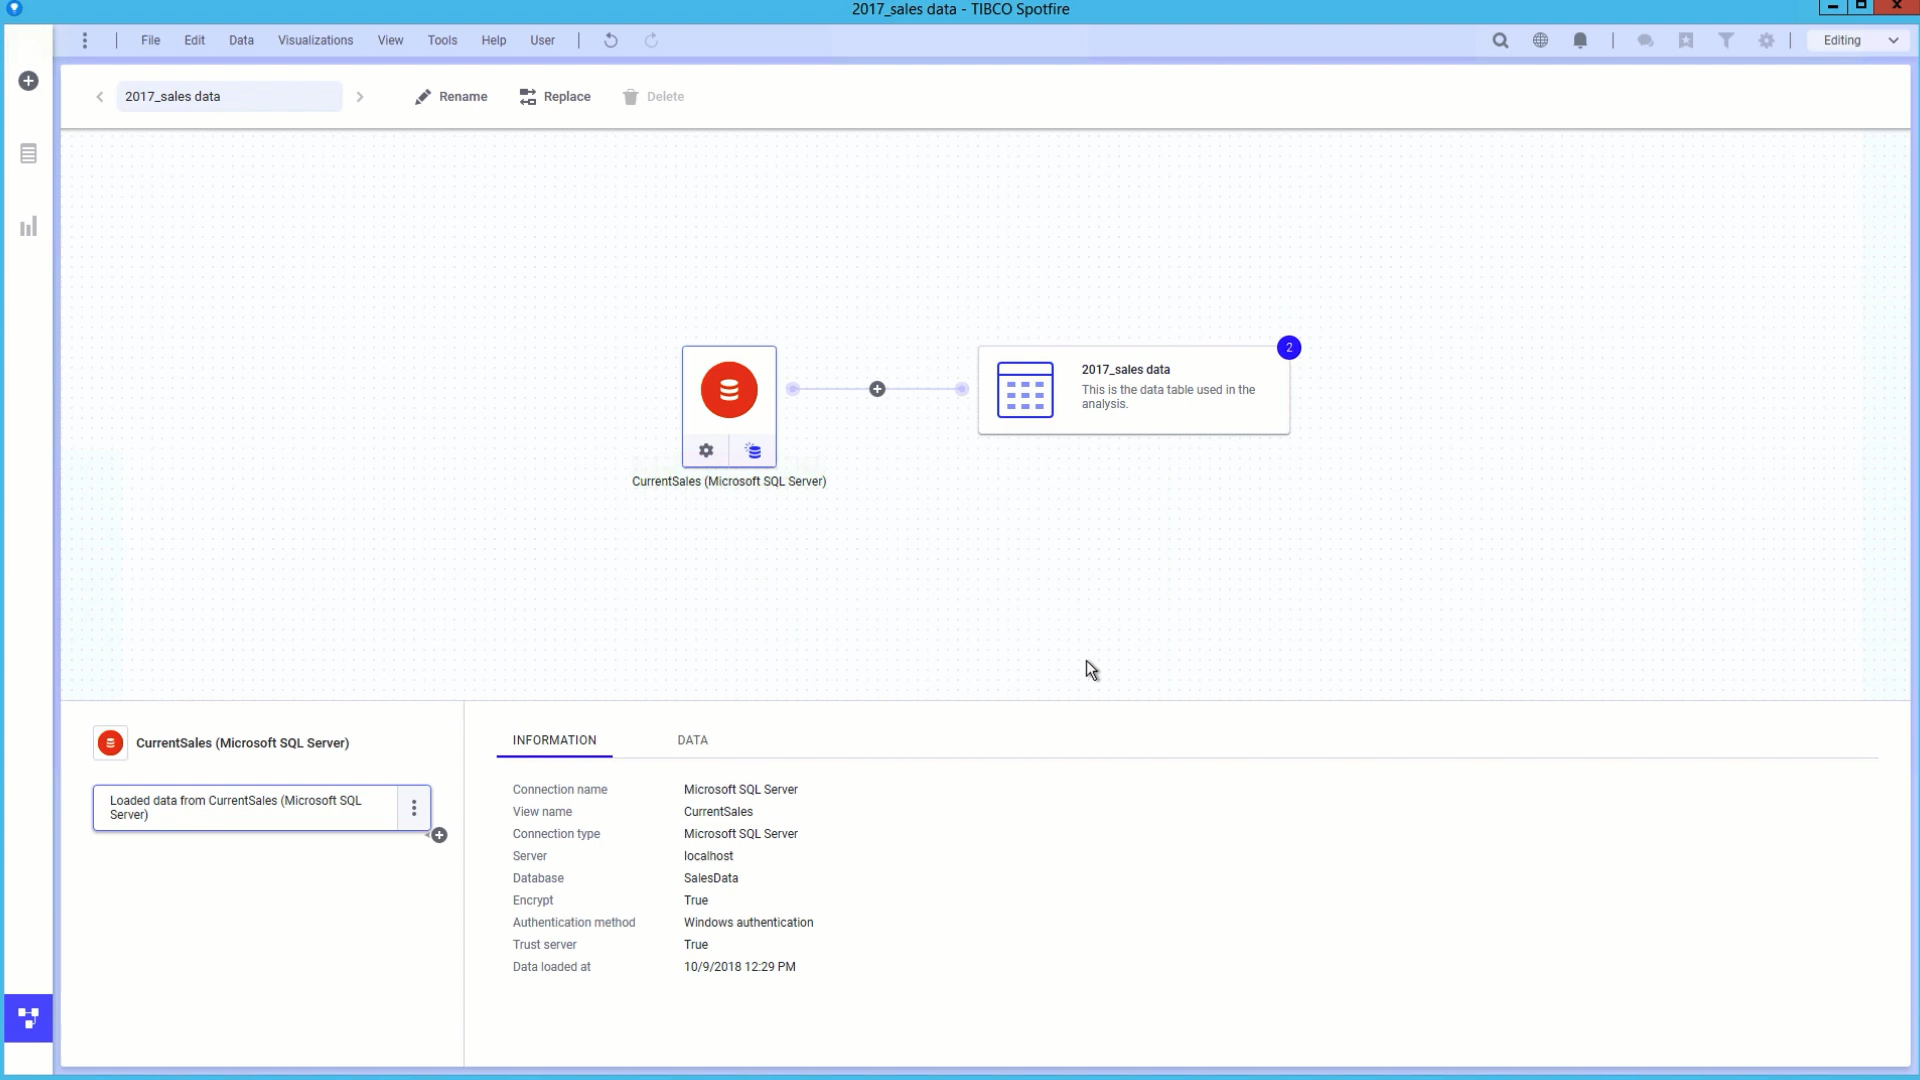 2017_sales data - TIBCO Spotfire
File Edit Data Visualizations View Tools Help User Editing
2017_sales data Rename Replace Delete
2
2017_sales data
This is the data table used in the
analysis.
CurrentSales (Microsoft SQL Server)
CurrentSales (Microsoft SQL Server)
Loaded data from CurrentSales (Microsoft SQL
Server)
INFORMATION DATA
Connection name Microsoft SQL Server
View name CurrentSales
Connection type Microsoft SQL Server
Server localhost
Database SalesData
Encrypt True
Authentication method Windows authentication
Trust server True
Data loaded at 10/9/2018 12:29 PM